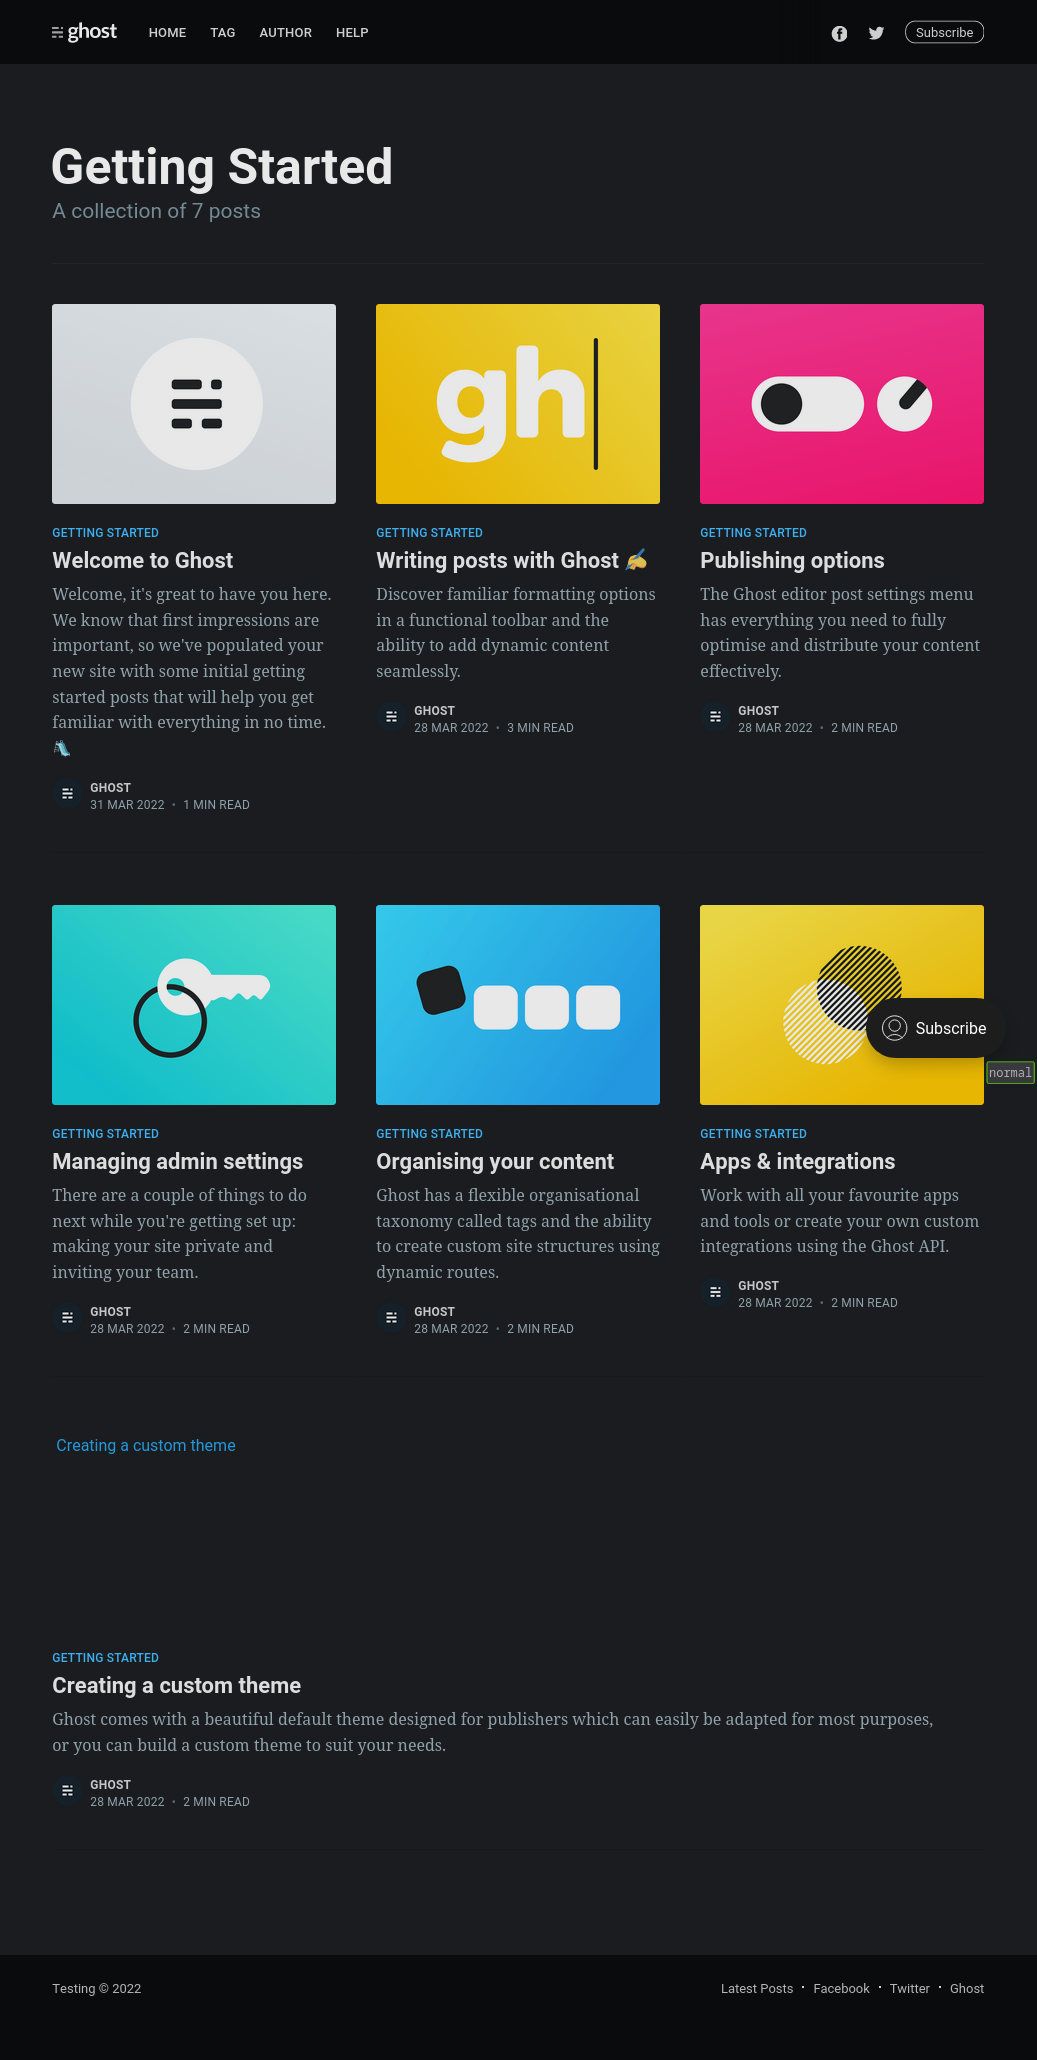 ghost HOME TAG AUTHOR HELP Subscribe
Getting Started
A collection of 7 posts
gh
GETTING STARTED
Welcome to Ghost
Welcome, it's great to have you here.
We know that first impressions are
important, so we've populated your
new site with some initial getting
started posts that will help you get
familiar with everything in no time.
GHOST
31 MAR 2022 • 1 MIN READ
GETTING STARTED
Writing posts with Ghost ✍️
Discover familiar formatting options
in a functional toolbar and the
ability to add dynamic content
seamlessly.
GHOST
28 MAR 2022 • 3 MIN READ
GETTING STARTED
Publishing options
The Ghost editor post settings menu
has everything you need to fully
optimise and distribute your content
effectively.
GHOST
28 MAR 2022 • 2 MIN READ
GETTING STARTED
Managing admin settings
There are a couple of things to do
next while you're getting set up:
making your site private and
inviting your team.
GHOST
28 MAR 2022 • 2 MIN READ
GETTING STARTED
Organising your content
Ghost has a flexible organisational
taxonomy called tags and the ability
to create custom site structures using
dynamic routes.
GHOST
28 MAR 2022 • 2 MIN READ
Subscribe
normal
GETTING STARTED
Apps & integrations
Work with all your favourite apps
and tools or create your own custom
integrations using the Ghost API.
GHOST
28 MAR 2022 • 2 MIN READ
Creating a custom theme
GETTING STARTED
Creating a custom theme
Ghost comes with a beautiful default theme designed for publishers which can easily be adapted for most purposes,
or you can build a custom theme to suit your needs.
GHOST
28 MAR 2022 • 2 MIN READ
Testing © 2022
Latest Posts • Facebook • Twitter • Ghost